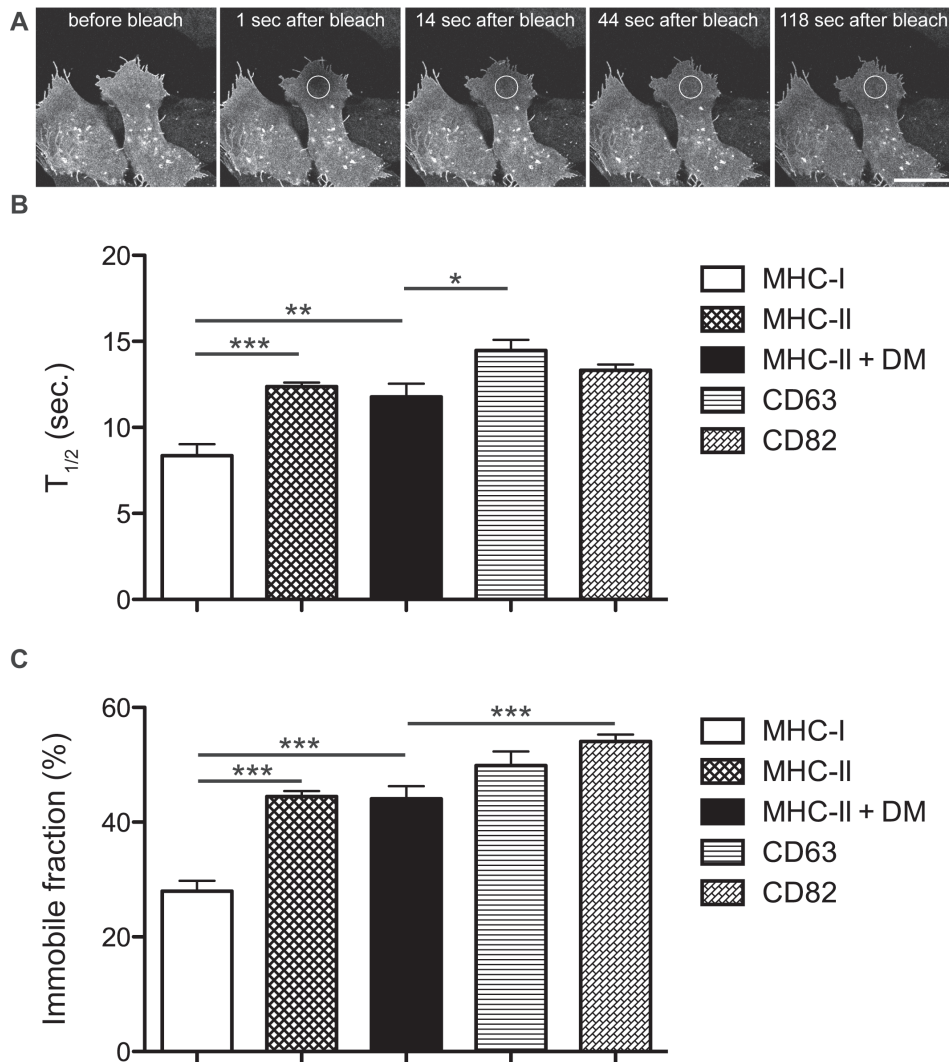 A
before bleach
1 sec after bleach
14 sec after bleach
44 sec after bleach
118 sec after bleach
B
T1/2 (sec.)
20
15
10
5
0
***
**
*
MHC-I
MHC-II
MHC-II + DM
CD63
CD82
C
Immobile fraction (%)
60
40
20
0
***
***
***
MHC-I
MHC-II
MHC-II + DM
CD63
CD82